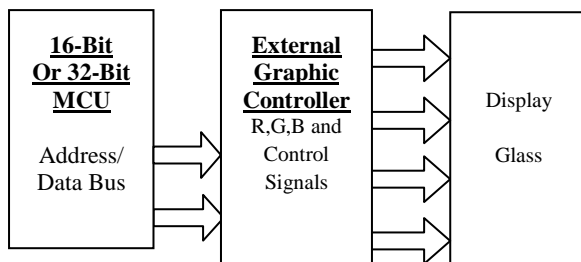 16-Bit
Or 32-Bit
MCU
Address/
Data Bus
External
Graphic
Controller
R,G,B and
Control
Signals
Display
Glass